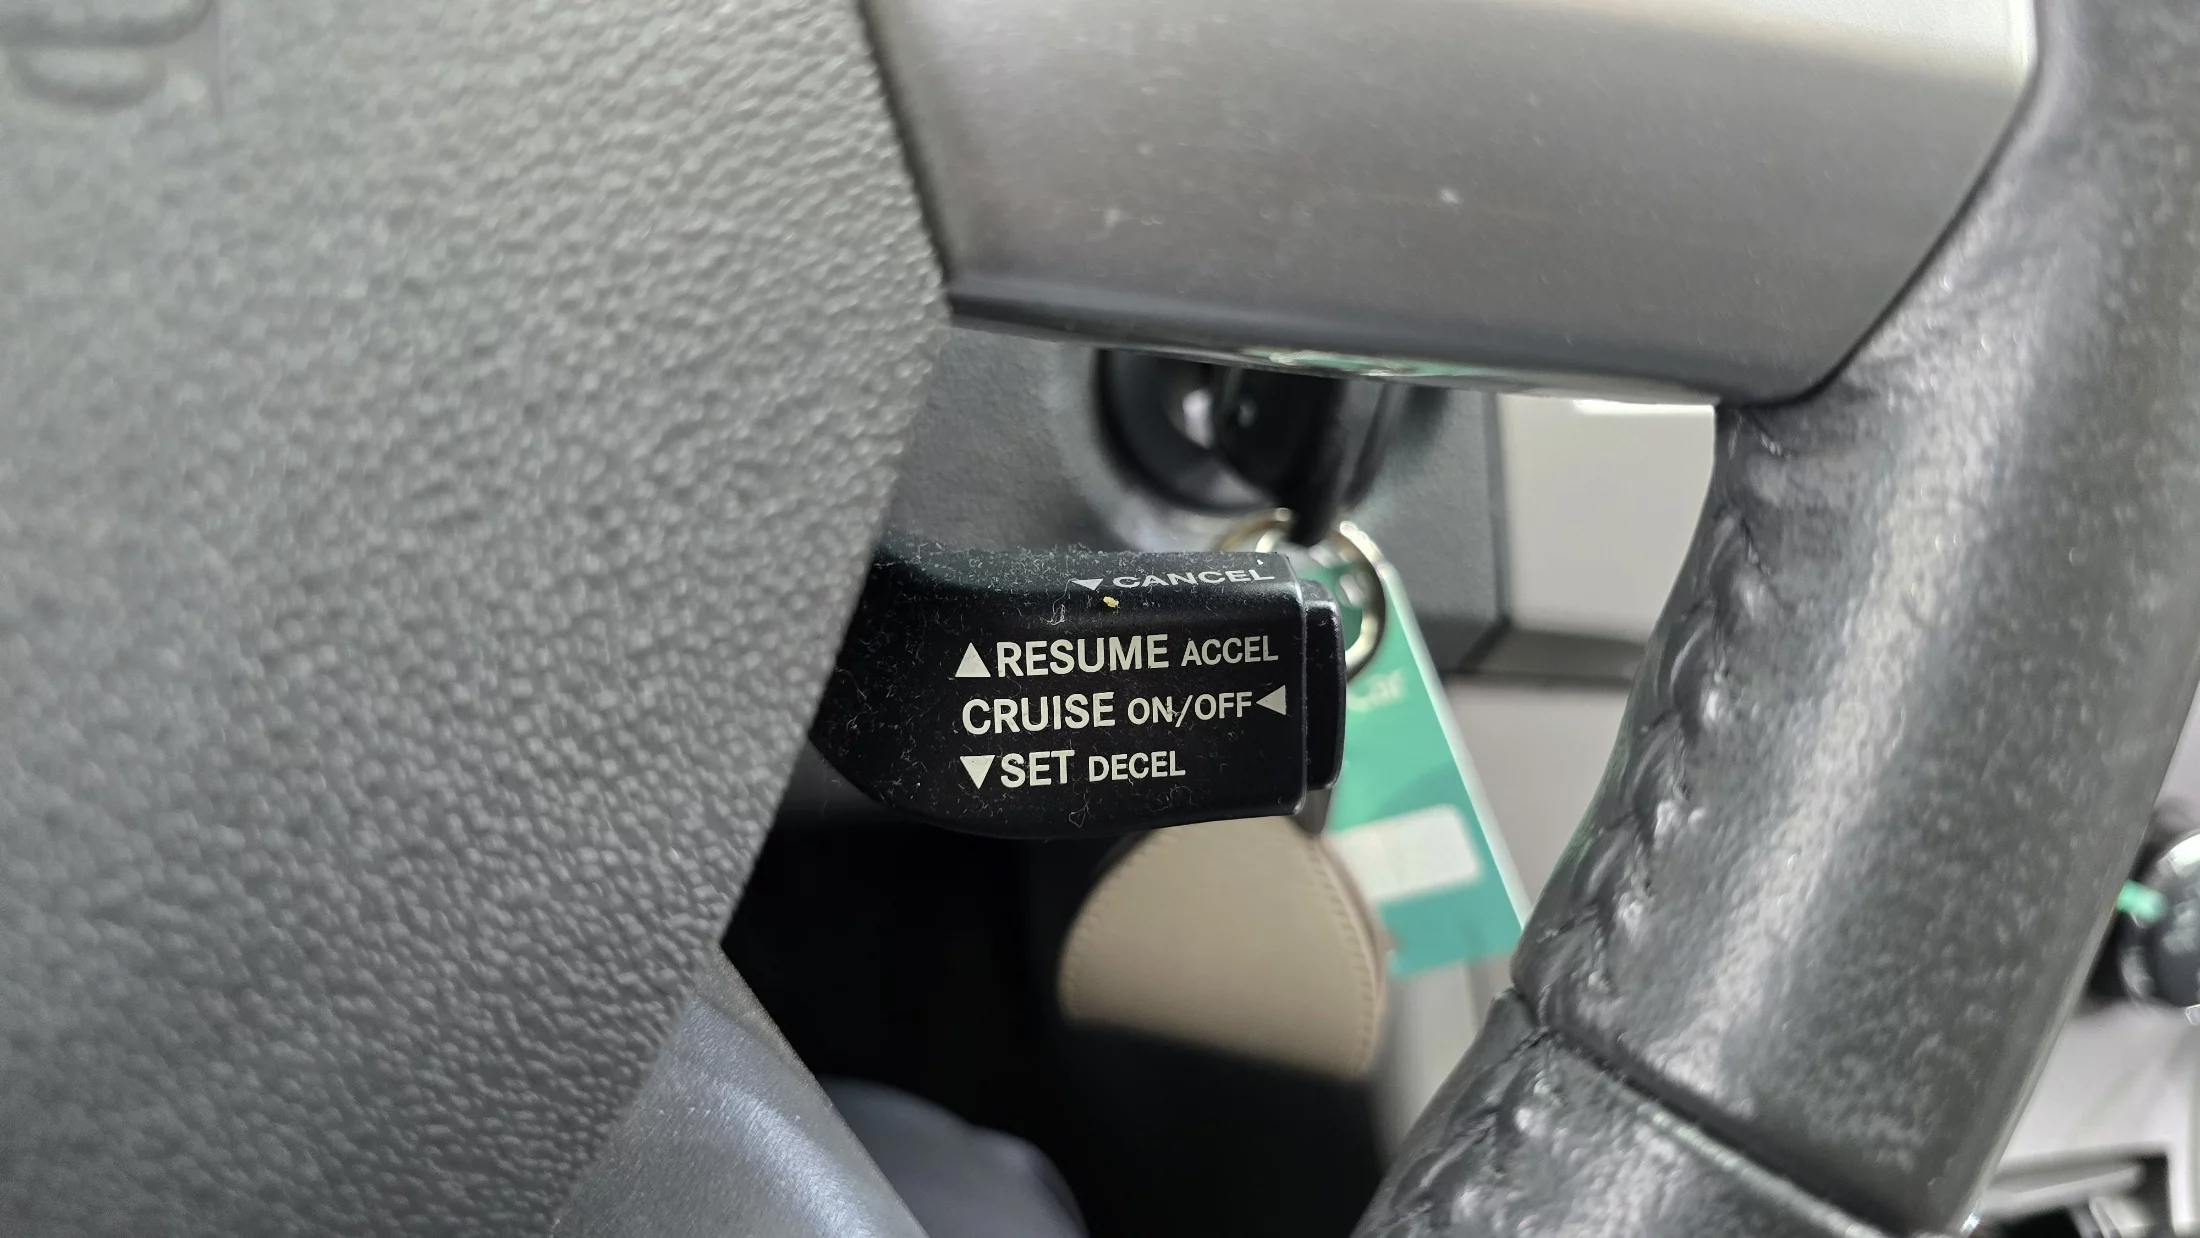 ▼CANCEL
▲RESUME ACCEL
CRUISE ON/OFF◀
▼SET DECEL